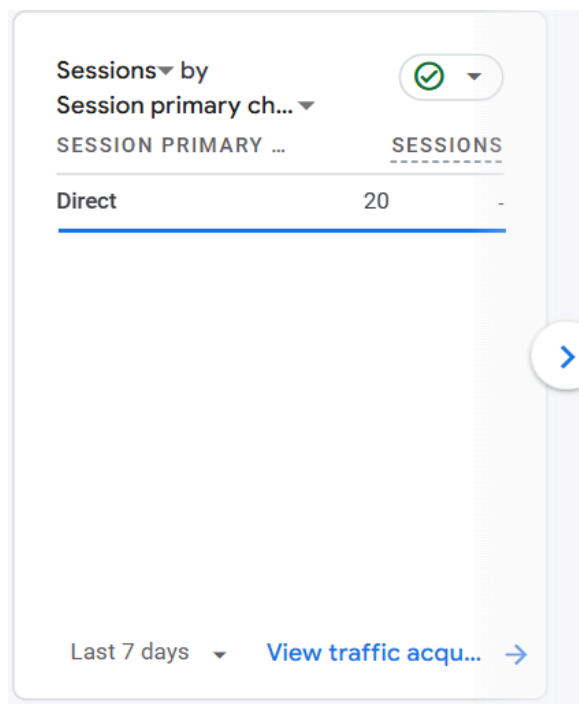 Sessions by
Session primary ch...
SESSION PRIMARY ... SESSIONS
Direct 20 -
Last 7 days View traffic acqu...